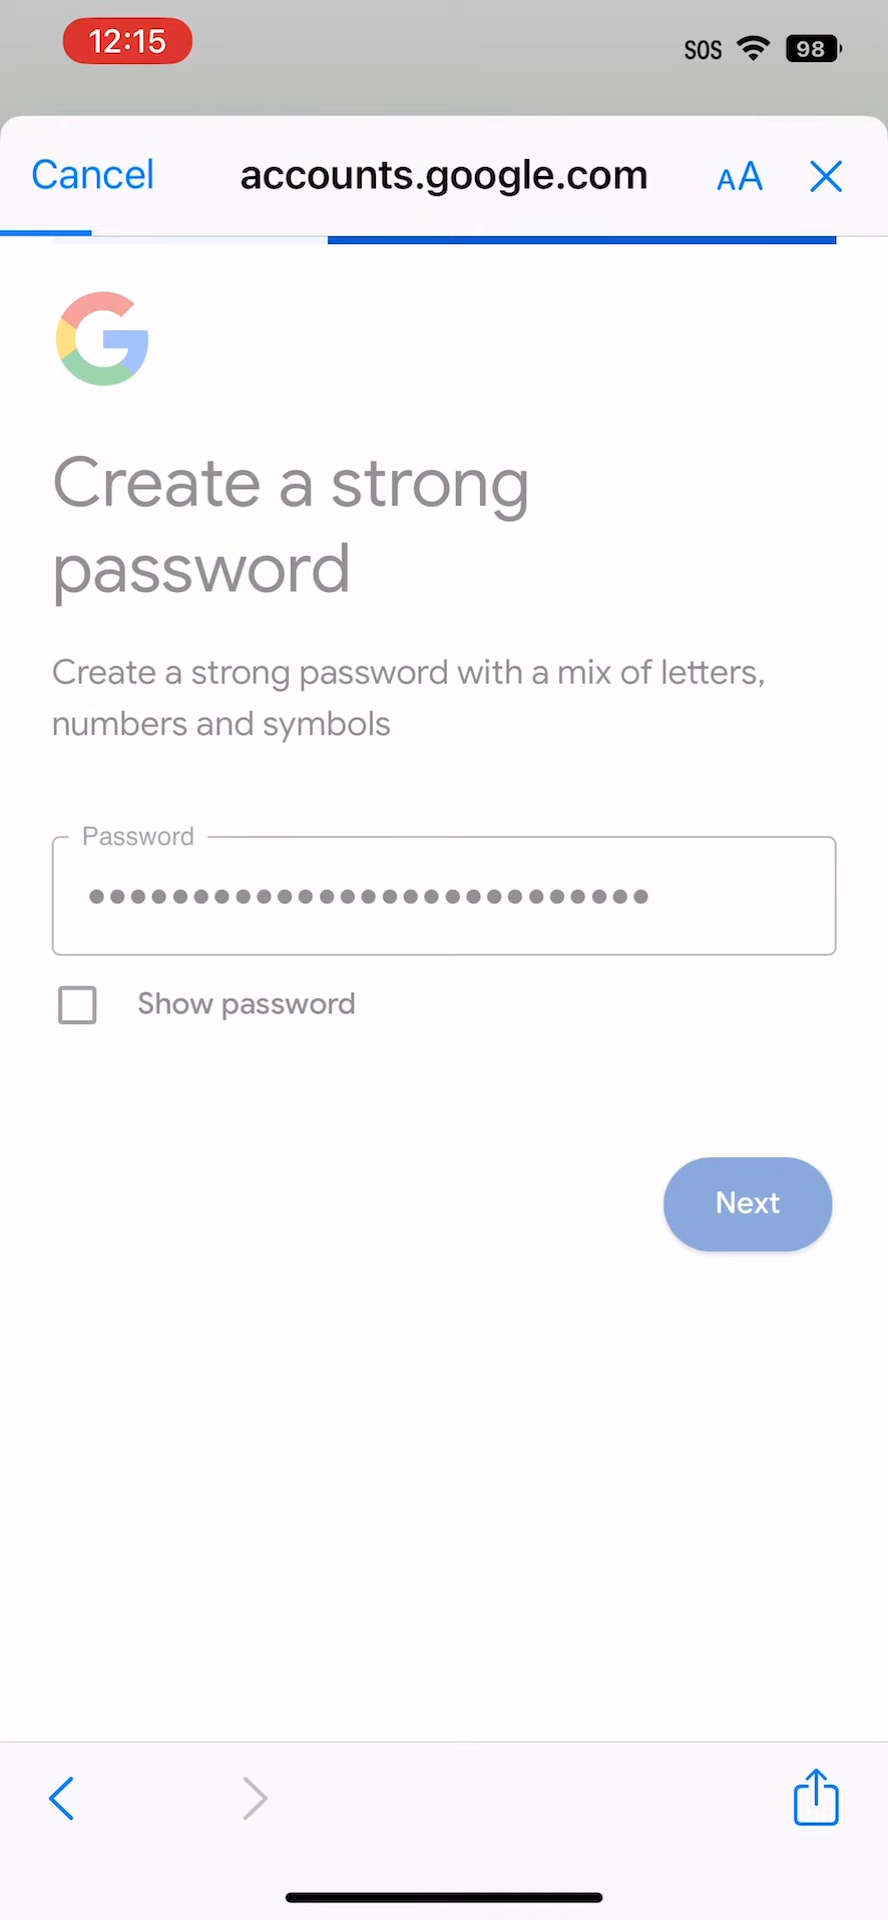 12:15
SOS
98
Cancel
accounts.google.com
AA
Create a strong
password
Create a strong password with a mix of letters,
numbers and symbols
Password
••••••••••••••••••••••••••• 
Show password
Next